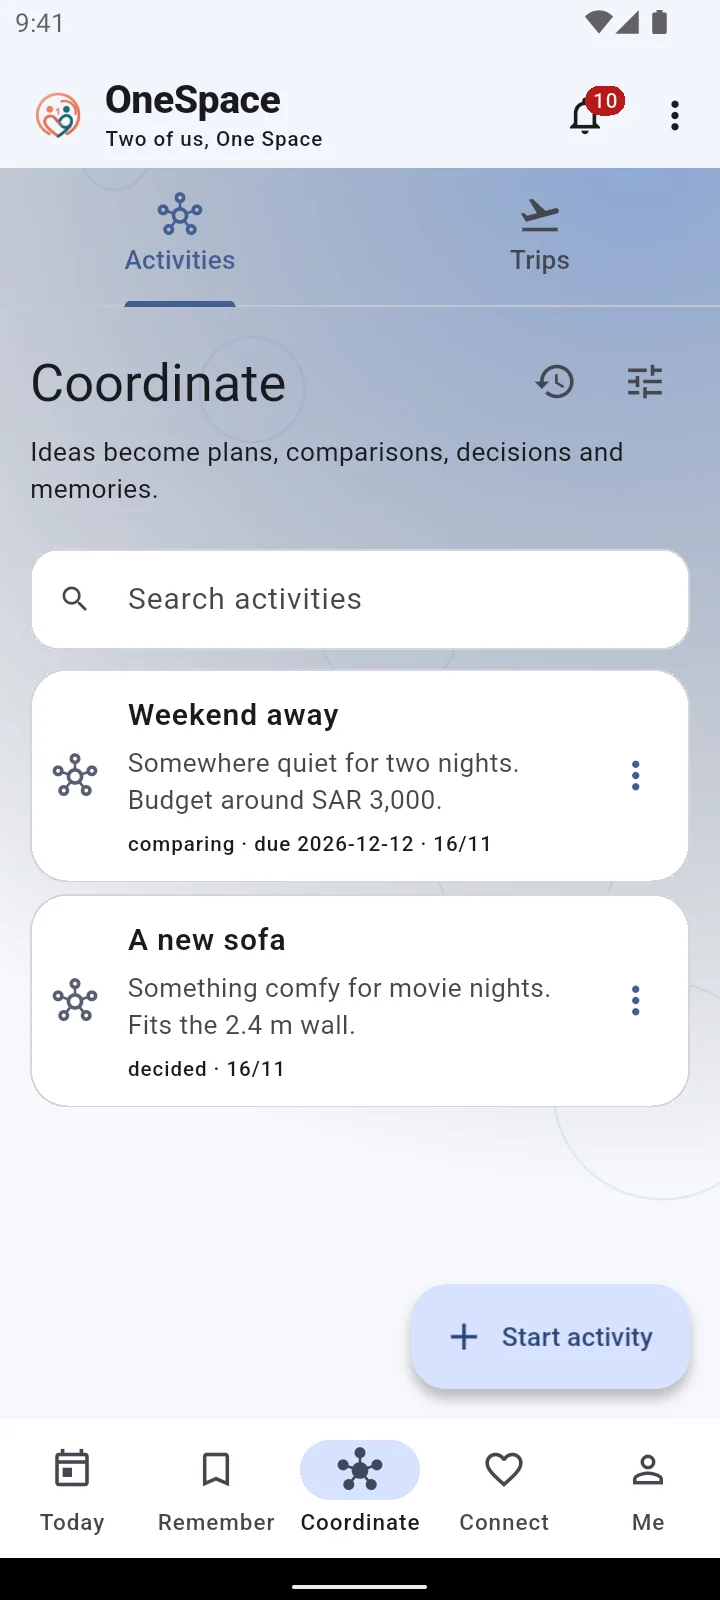 9:41
OneSpace
10
Two of us, One Space
Activities
Trips
Coordinate
Ideas become plans, comparisons, decisions and
memories.
Search activities
Weekend away
Somewhere quiet for two nights.
Budget around SAR 3,000.
comparing · due 2026-12-12 · 16/11
A new sofa
Something comfy for movie nights.
Fits the 2.4 m wall.
decided · 16/11
Start activity
Today
Remember
Coordinate
Connect
Me